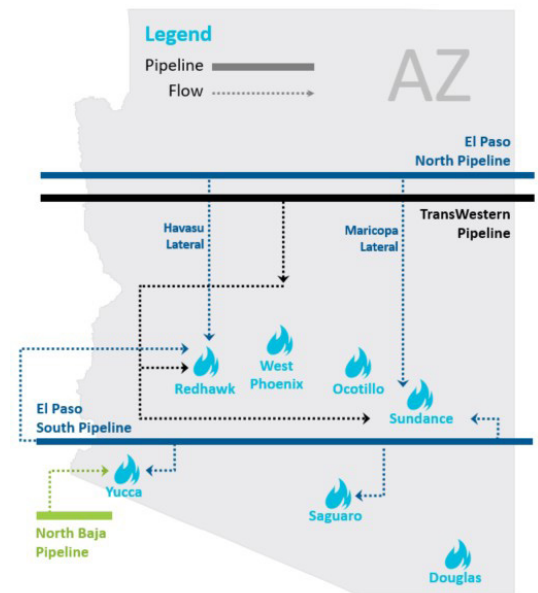 Legend
Pipeline
Flow
AZ
El Paso
North Pipeline
TransWestern
Pipeline
Havasu
Lateral
Maricopa
Lateral
Redhawk
West
Phoenix
Ocotillo
Sundance
El Paso
South Pipeline
Yucca
Saguaro
North Baja
Pipeline
Douglas